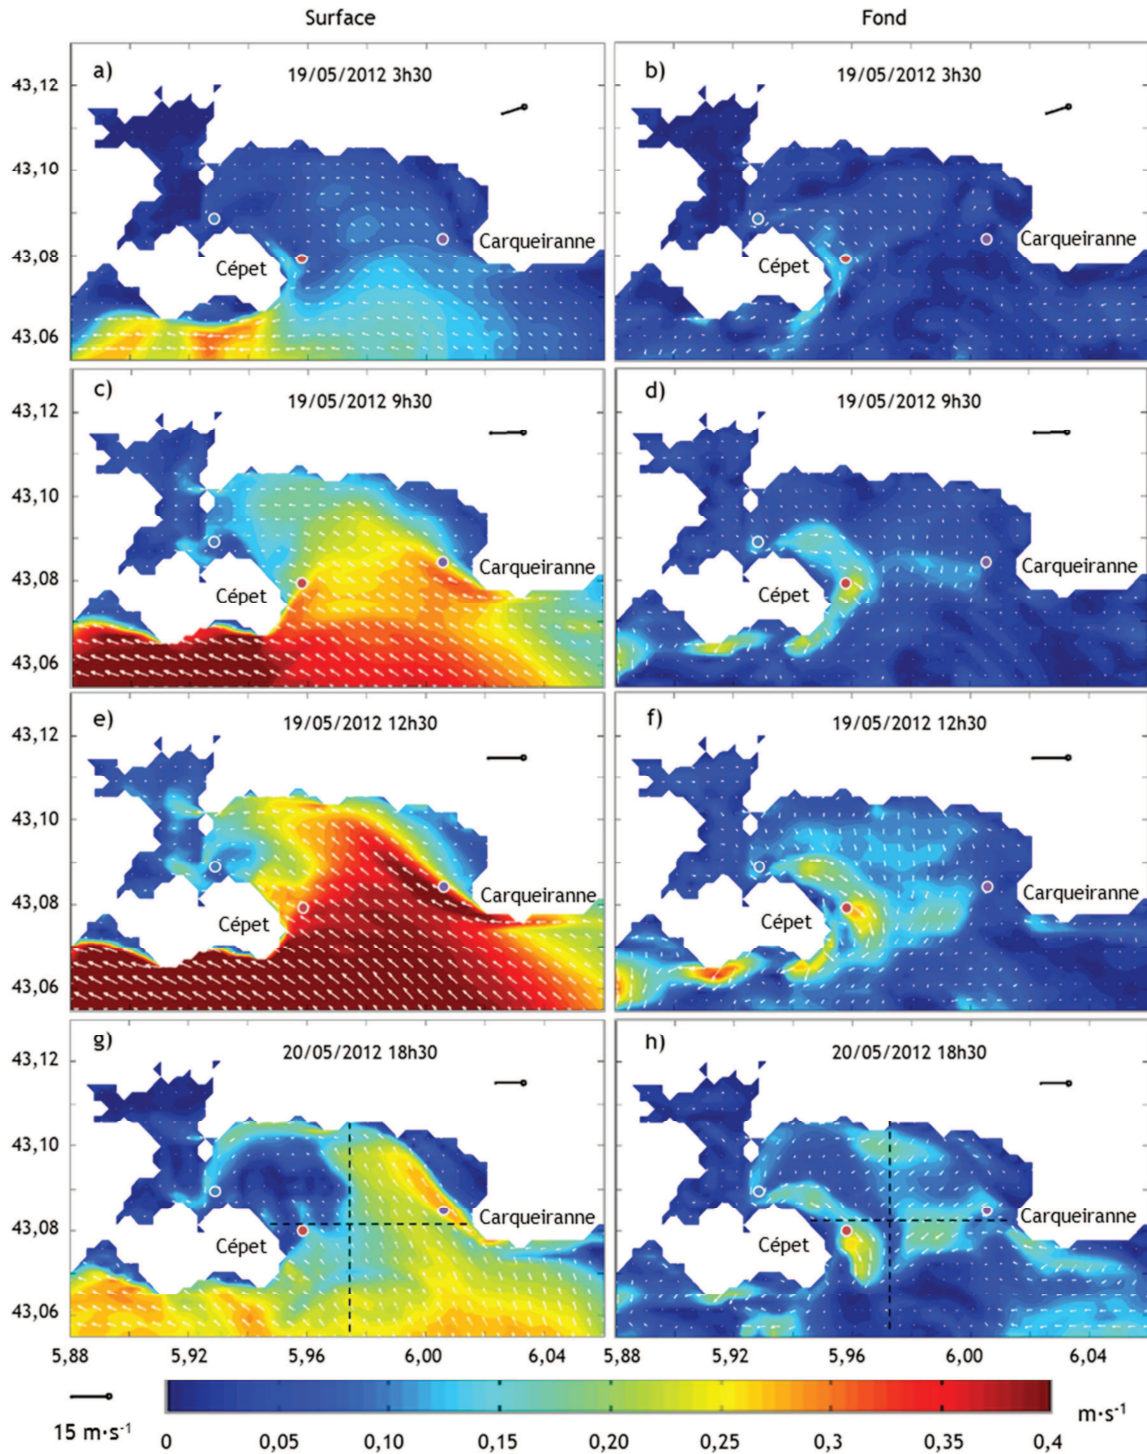 Surface
Fond
a)
19/05/2012 3h30
43,12
43,10
43,08
43,06
Cépet
Carqueiranne
b)
19/05/2012 3h30
Cépet
Carqueiranne
c)
19/05/2012 9h30
43,12
43,10
43,08
43,06
Cépet
Carqueiranne
d)
19/05/2012 9h30
Cépet
Carqueiranne
e)
19/05/2012 12h30
43,12
43,10
43,08
43,06
Cépet
Carqueiranne
f)
19/05/2012 12h30
Cépet
Carqueiranne
g)
20/05/2012 18h30
43,12
43,10
43,08
43,06
Cépet
Carqueiranne
h)
20/05/2012 18h30
Cépet
Carqueiranne
5,88 5,92 5,96 6,00 6,04
5,88 5,92 5,96 6,00 6,04
15 m·s⁻¹
0 0,05 0,10 0,15 0,2 0,25 0,3 0,35 0,4
m·s⁻¹